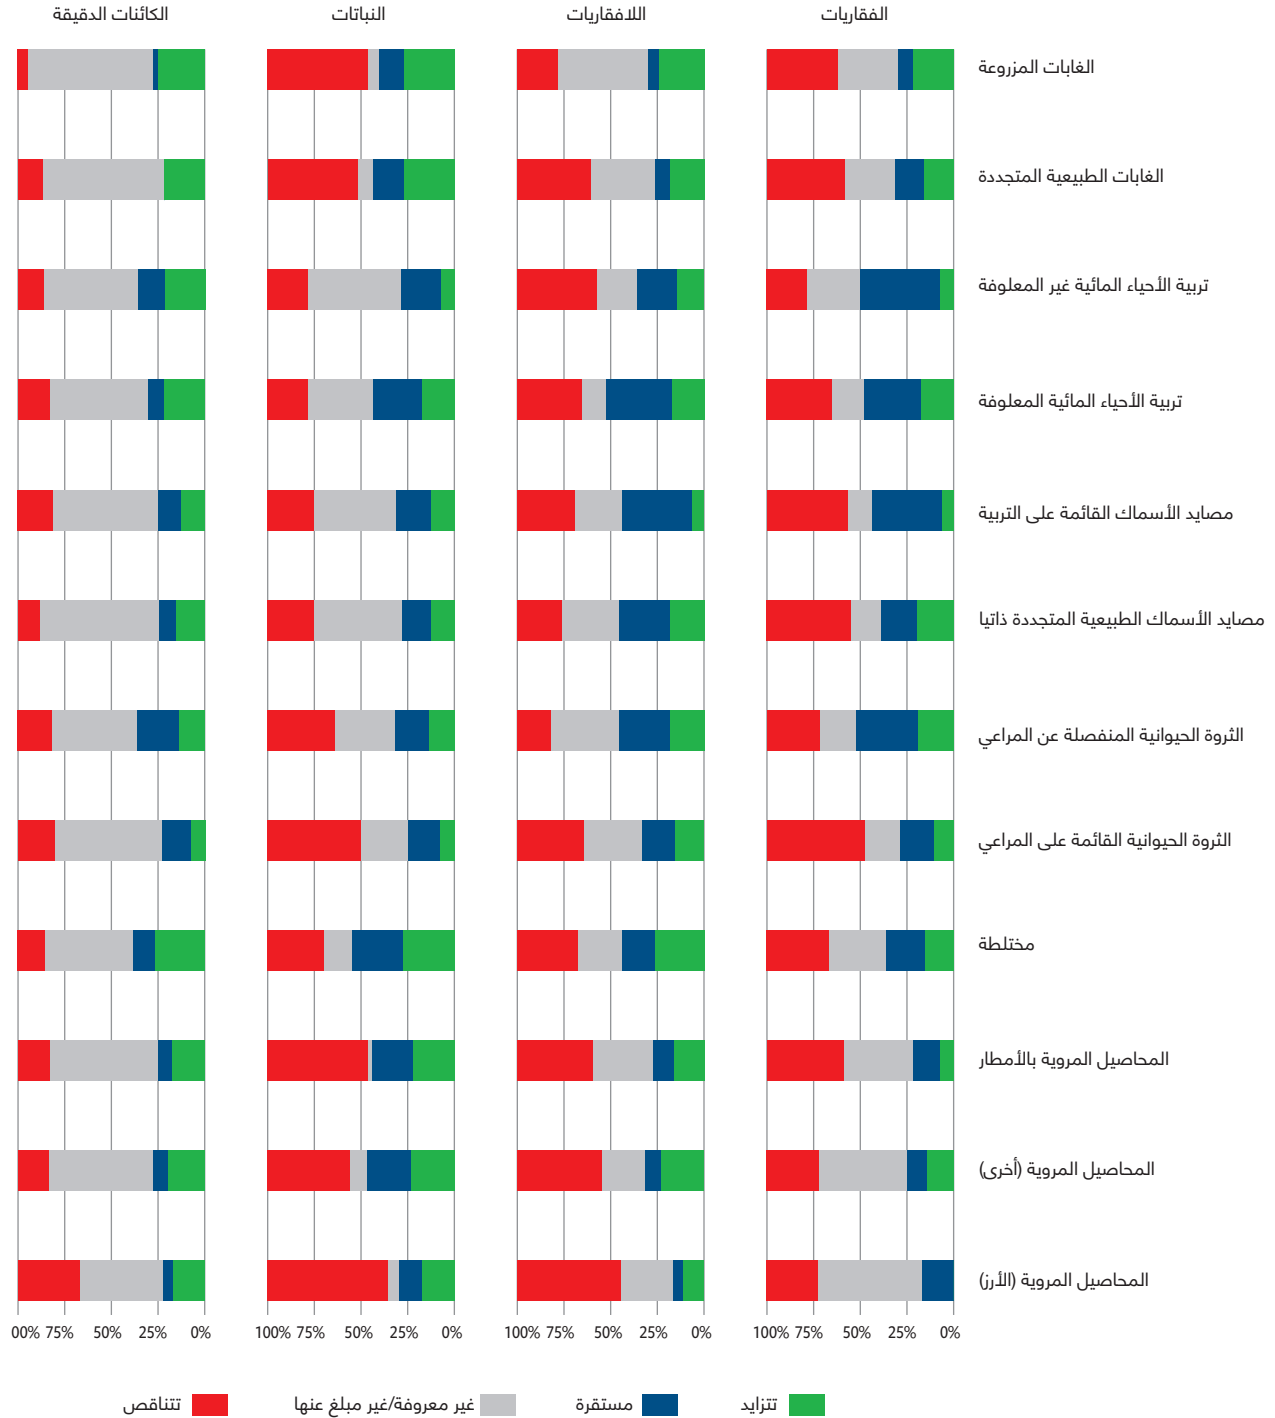 الفقاريات
اللافقاريات
النباتات
الكائنات الدقيقة
الغابات المزروعة
الغابات الطبيعية المتجددة
تربية الأحياء المائية غير المعلوفة
تربية الأحياء المائية المعلوفة
مصايد الأسماك القائمة على التربية
مصايد الأسماك الطبيعية المتجددة ذاتيا
الثروة الحيوانية المنفصلة عن المراعي
الثروة الحيوانية القائمة على المراعي
مختلطة
المحاصيل المروية بالأمطار
المحاصيل المروية (أخرى)
المحاصيل المروية (الأرز)
0% 25% 50% 75% 100%
0% 25% 50% 75% 100%
0% 25% 50% 75% 100%
0% 25% 50% 75% 00%
تتزايد
مستقرة
غير معروفة/غير مبلغ عنها
تتناقص